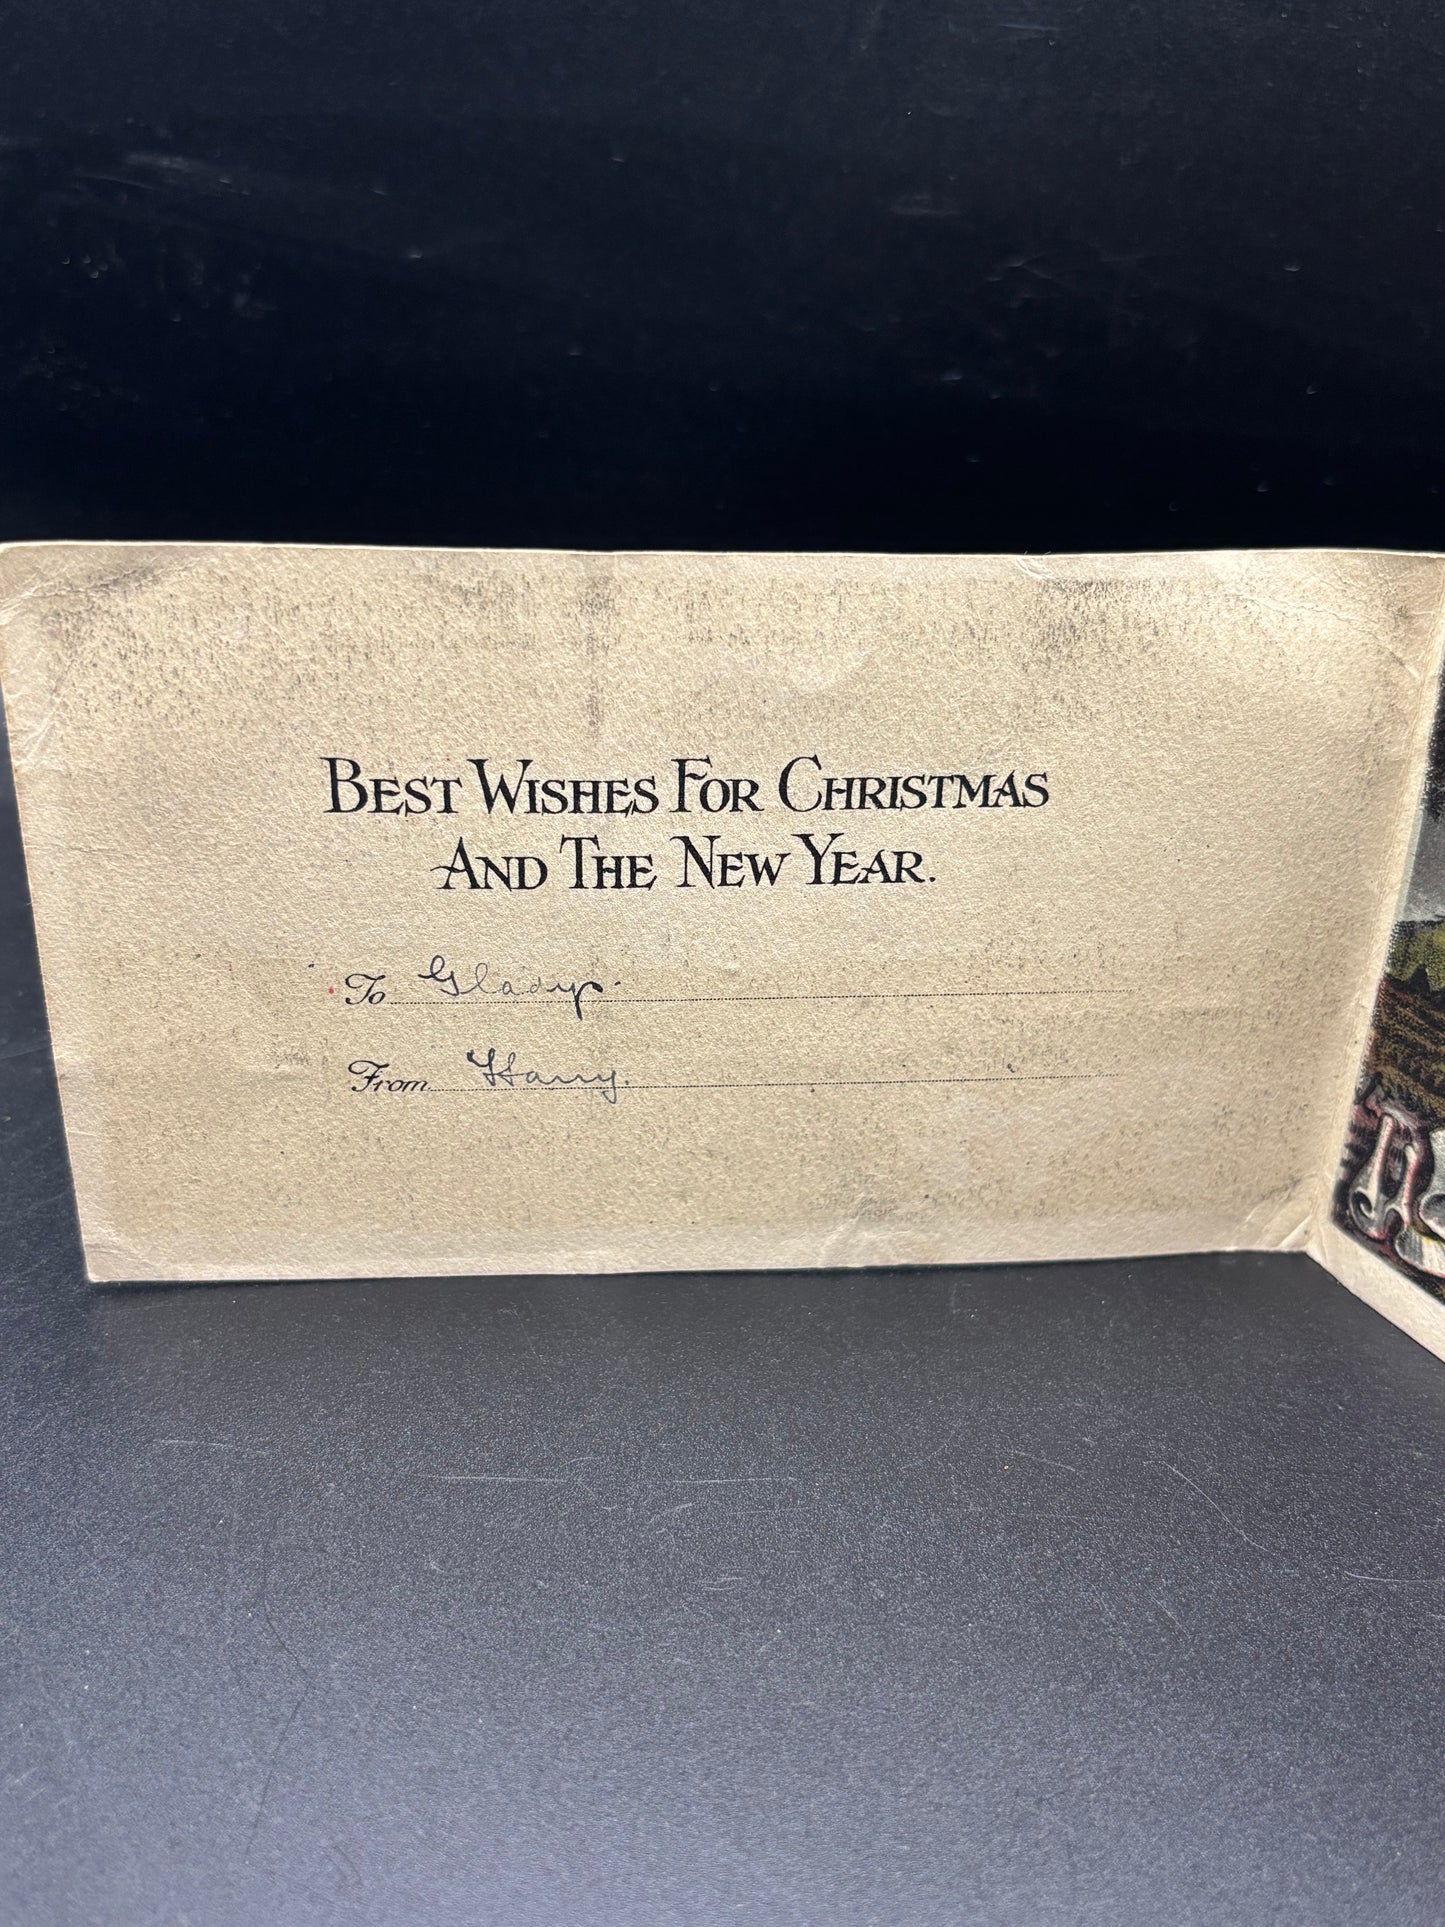 BEST WISHES FOR CHRISTMAS
AND THE NEW YEAR.
To Gladys.
From Harry.